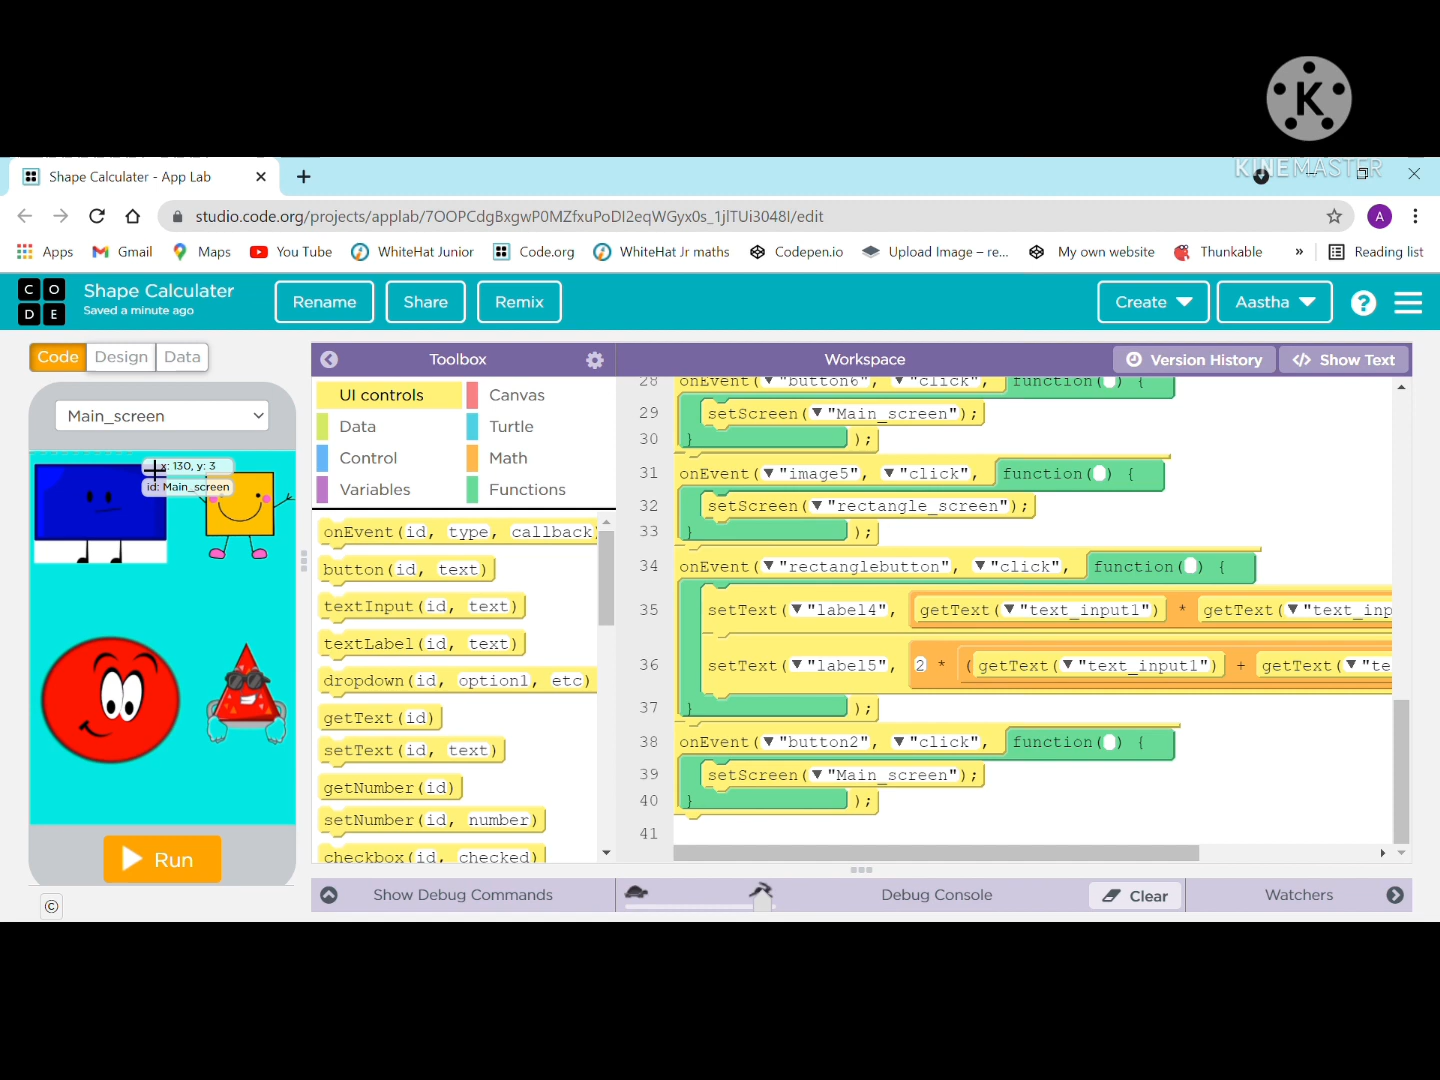 K
KINEMASTER
Shape Calculater - App Lab
studio.code.org/projects/applab/7OOPCdgBxgwP0MZfxuPoDI2eqWGyx0s_1jlTUi3048I/edit
A
Apps
Gmail
Maps
You Tube
WhiteHat Junior
Code.org
WhiteHat Jr maths
Codepen.io
Upload Image – re...
My own website
Thunkable
»
Reading list
C O
D E
Shape Calculater
Saved a minute ago
Rename
Share
Remix
Create
Aastha
?
Code
Design
Data
Toolbox
Workspace
Version History
</> Show Text
Main_screen
x: 130, y: 3
id: Main_screen
Run
©
UI controls
Canvas
Data
Turtle
Control
Math
Variables
Functions
onEvent(id, type, callback)
button(id, text)
textInput(id, text)
textLabel(id, text)
dropdown(id, option1, etc)
getText(id)
setText(id, text)
getNumber(id)
setNumber(id, number)
checkbox(id, checked)
28 onEvent("button6", "click", function() {
29 setScreen("Main_screen");
30 } );
31 onEvent("image5", "click", function() {
32 setScreen("rectangle_screen");
33 } );
34 onEvent("rectanglebutton", "click", function() {
35 setText("label4", getText("text_input1") * getText("text_inp
36 setText("label5", 2 * (getText("text_input1") + getText("te
37 } );
38 onEvent("button2", "click", function() {
39 setScreen("Main_screen");
40 } );
41
Show Debug Commands
Debug Console
Clear
Watchers